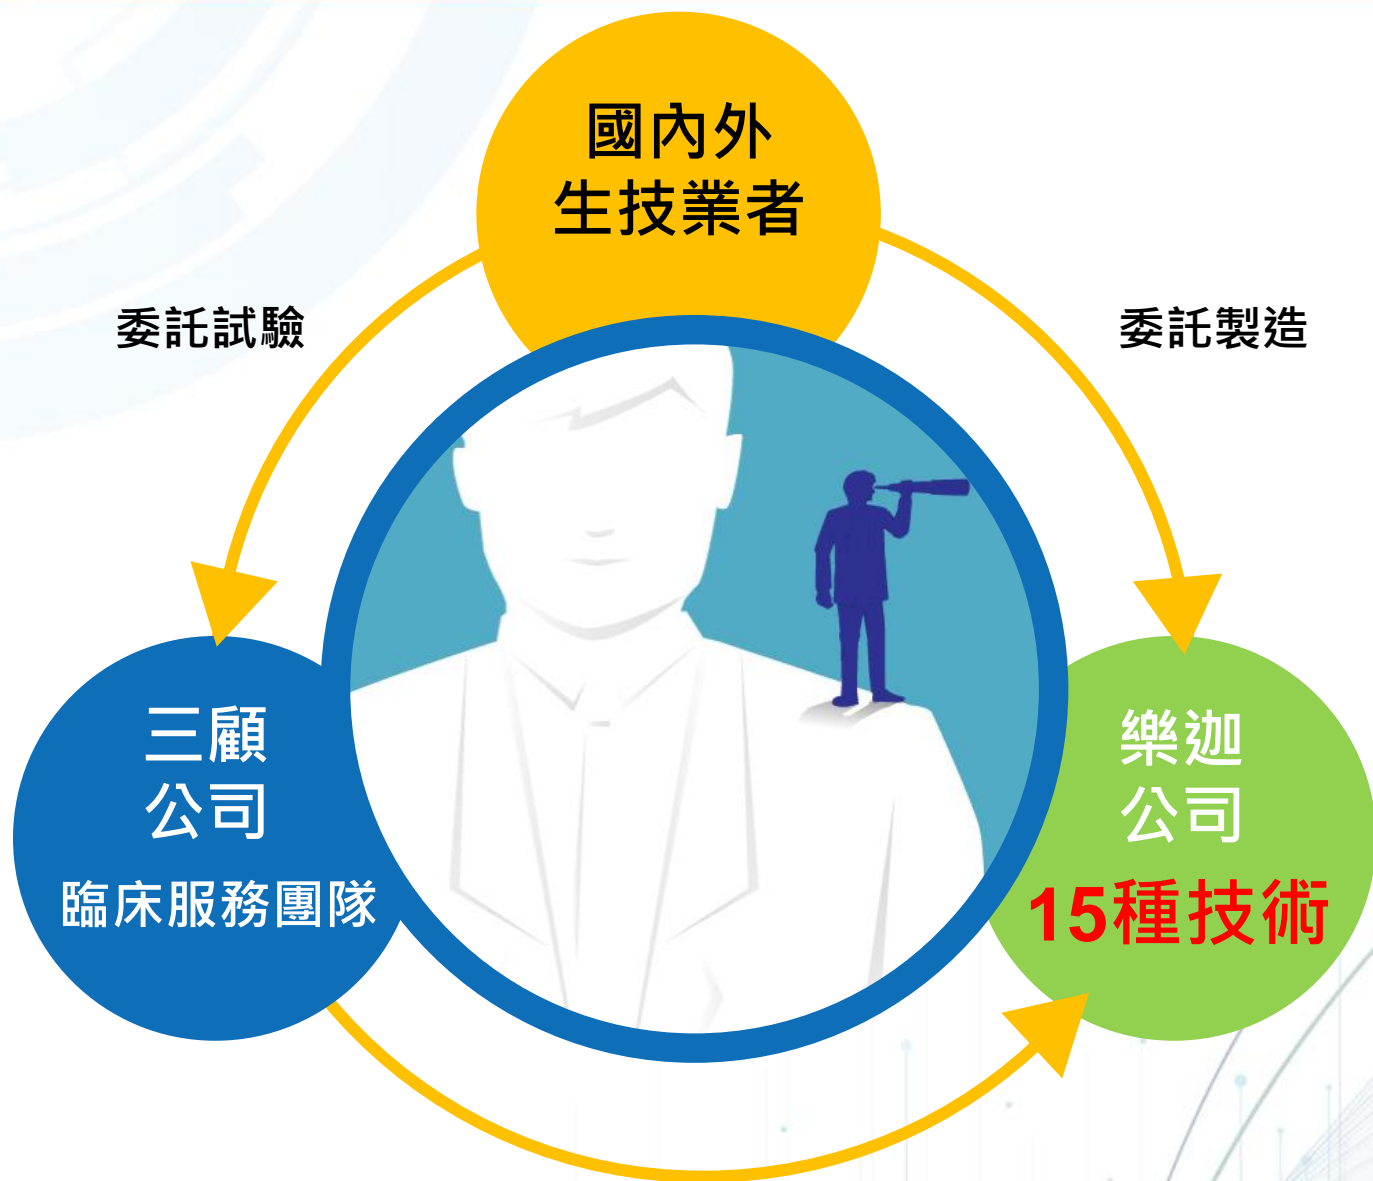 國內外
生技業者
委託試驗
委託製造
三顧
公司
臨床服務團隊
樂迦
公司
15種技術